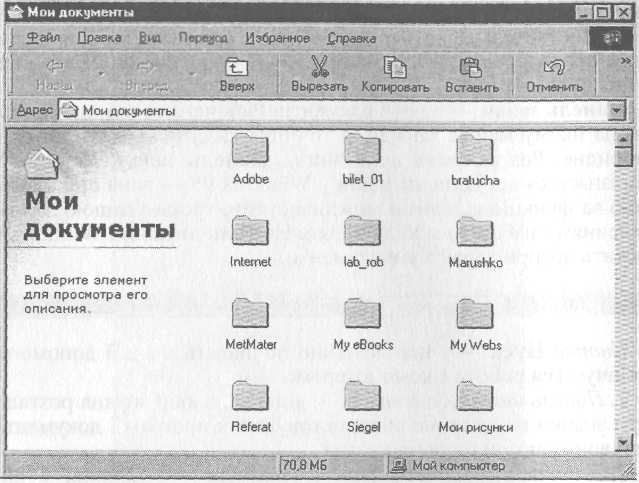 Мои документы
Файл Правка Вид Переход Избранное Справка
Назад Вперед Вверх Вырезать Копировать Вставить Отменить »
Адрес Мои документы
Мои
документы
Выберите элемент
для просмотра его
описания.
Adobe bilet_01 bratucha
Internet lab_rob Marushko
MetMater My eBooks My Webs
Referat Siegel Мои рисунки
70,8 МБ Мой компьютер